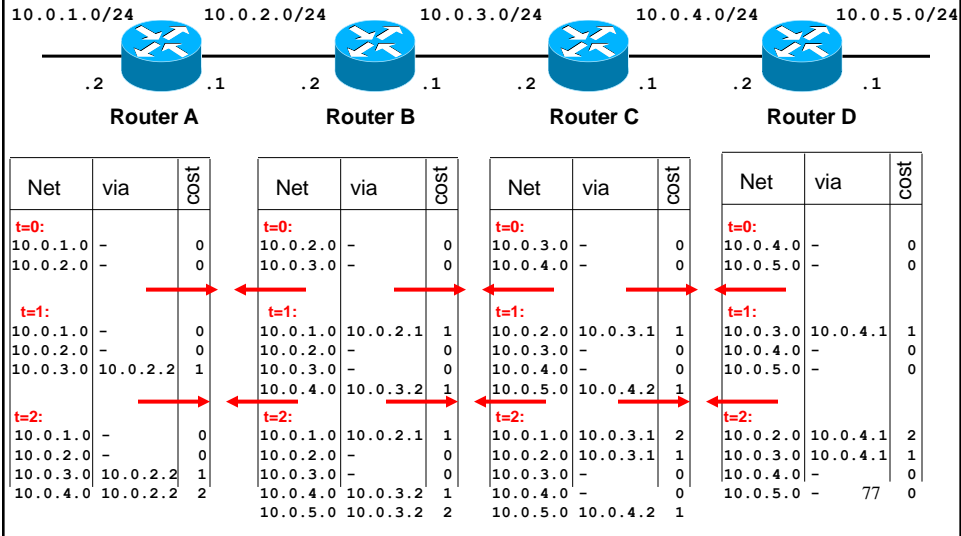 10.0.1.0/24 10.0.2.0/24 10.0.3.0/24 10.0.4.0/24 10.0.5.0/24
.2 .1 .2 .1 .2 .1 .2 .1
Router A Router B Router C Router D
Net via cost
t=0:
10.0.1.0 - 0
10.0.2.0 - 0
t=1:
10.0.1.0 - 0
10.0.2.0 - 0
10.0.3.0 10.0.2.2 1
t=2:
10.0.1.0 - 0
10.0.2.0 - 0
10.0.3.0 10.0.2.2 1
10.0.4.0 10.0.2.2 2
Net via cost
t=0:
10.0.2.0 - 0
10.0.3.0 - 0
t=1:
10.0.1.0 10.0.2.1 1
10.0.2.0 - 0
10.0.3.0 - 0
10.0.4.0 10.0.3.2 1
t=2:
10.0.1.0 10.0.2.1 1
10.0.2.0 - 0
10.0.3.0 - 0
10.0.4.0 10.0.3.2 1
10.0.5.0 10.0.3.2 2
Net via cost
t=0:
10.0.3.0 - 0
10.0.4.0 - 0
t=1:
10.0.2.0 10.0.3.1 1
10.0.3.0 - 0
10.0.4.0 - 0
10.0.5.0 10.0.4.2 1
t=2:
10.0.1.0 10.0.3.1 2
10.0.2.0 10.0.3.1 1
10.0.3.0 - 0
10.0.4.0 - 0
10.0.5.0 10.0.4.2 1
Net via cost
t=0:
10.0.4.0 - 0
10.0.5.0 - 0
t=1:
10.0.3.0 10.0.4.1 1
10.0.4.0 - 0
10.0.5.0 - 0
t=2:
10.0.2.0 10.0.4.1 2
10.0.3.0 10.0.4.1 1
10.0.4.0 - 0
10.0.5.0 - 77 0